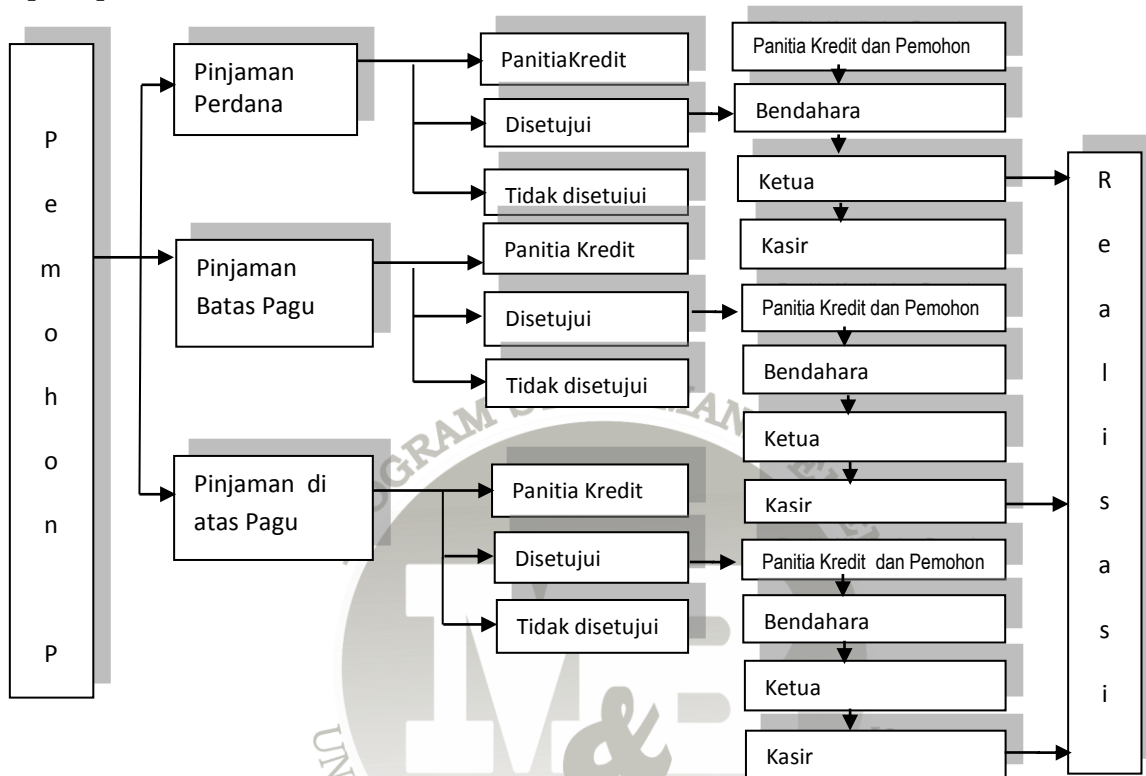 P
e
m
o
h
o
n
P
Pinjaman
Perdana
Pinjaman
Batas Pagu
Pinjaman di
atas Pagu
PanitiaKredit
Disetujui
Tidak disetujui
Panitia Kredit
Disetujui
Tidak disetujui
Panitia Kredit
Disetujui
Tidak disetujui
Panitia Kredit dan Pemohon
Bendahara
Ketua
Kasir
Panitia Kredit dan Pemohon
Bendahara
Ketua
Kasir
Panitia Kredit dan Pemohon
Bendahara
Ketua
Kasir
R
e
a
l
i
s
a
s
i
&